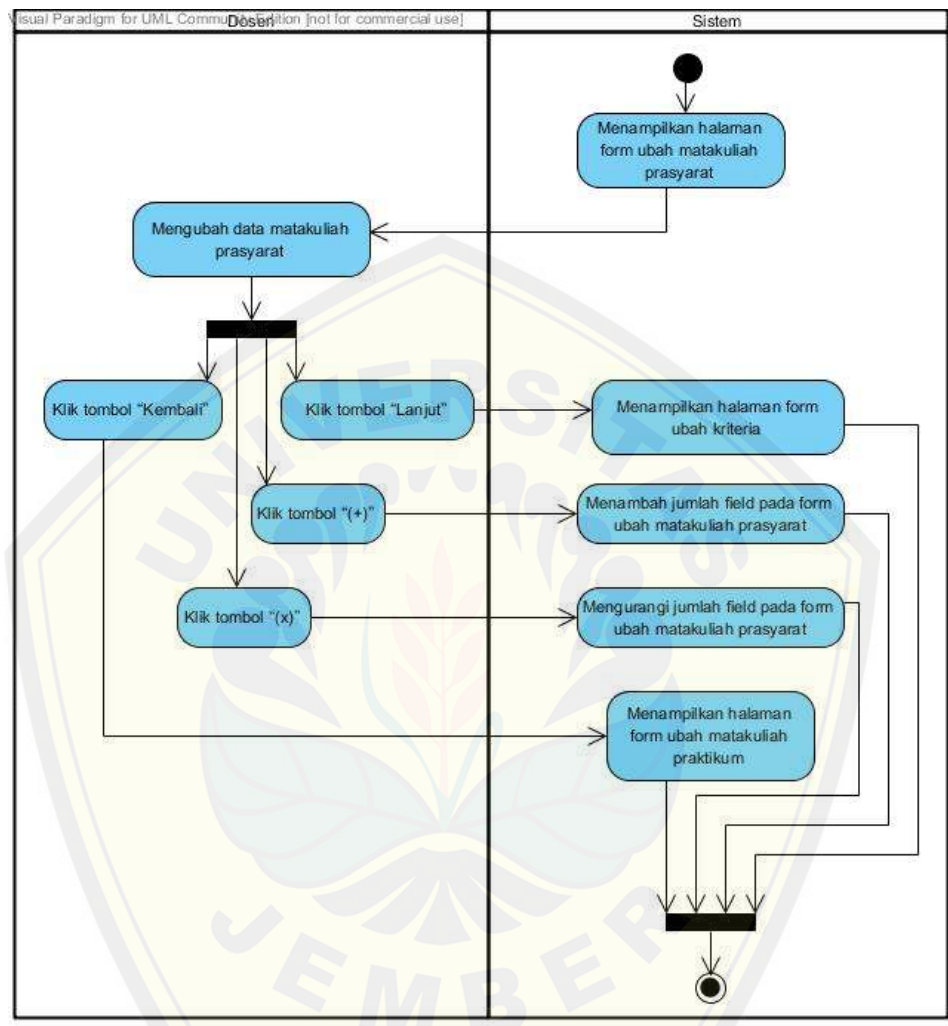 Visual Paradigm for UML Community Edition [not for commercial use]
Dosen
Sistem
Menampilkan halaman
form ubah matakuliah
prasyarat
Mengubah data matakuliah
prasyarat
Klik tombol “Kembali”
Klik tombol “Lanjut”
Menampilkan halaman form
ubah kriteria
Klik tombol “(+)”
Menambah jumlah field pada form
ubah matakuliah prasyarat
Klik tombol “(x)”
Mengurangi jumlah field pada form
ubah matakuliah prasyarat
Menampilkan halaman
form ubah matakuliah
praktikum
UNIVERSITAS
JEMBER